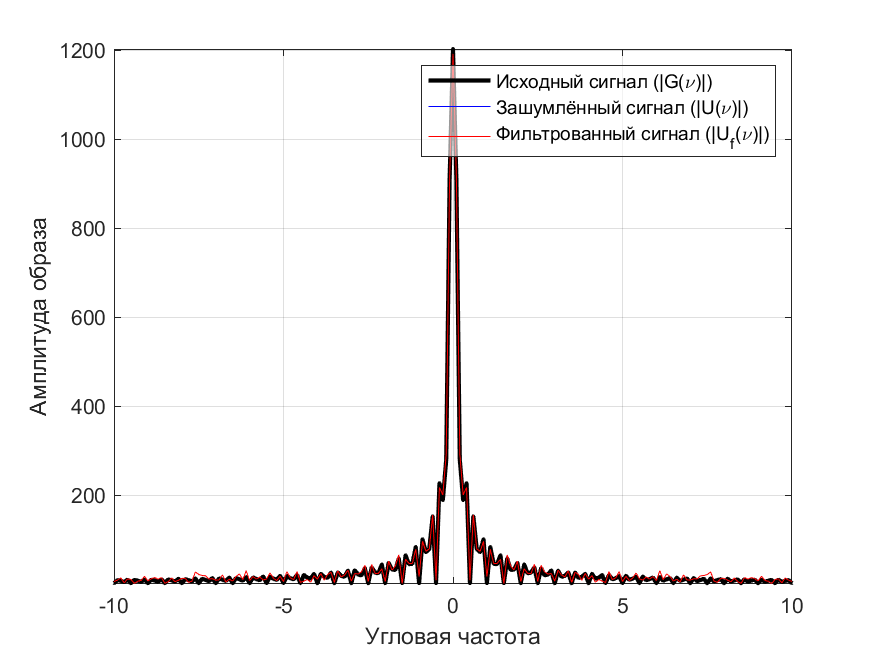 1200
1000
800
600
400
200
-10
-5
0
5
10
Амплитуда образа
Угловая частота
Исходный сигнал (|G(ν)|)
Зашумлённый сигнал (|U(ν)|)
Фильтрованный сигнал (|U_f(ν)|)